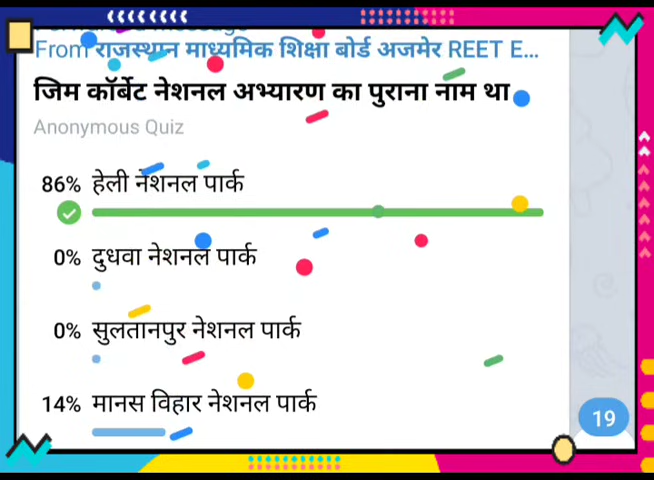 From राजस्थान माध्यमिक शिक्षा बोर्ड अजमेर REET E...
जिम कॉर्बेट नेशनल अभ्यारण का पुराना नाम था
Anonymous Quiz
86% हेली नेशनल पार्क
0% दुधवा नेशनल पार्क
0% सुलतानपुर नेशनल पार्क
14% मानस विहार नेशनल पार्क
19